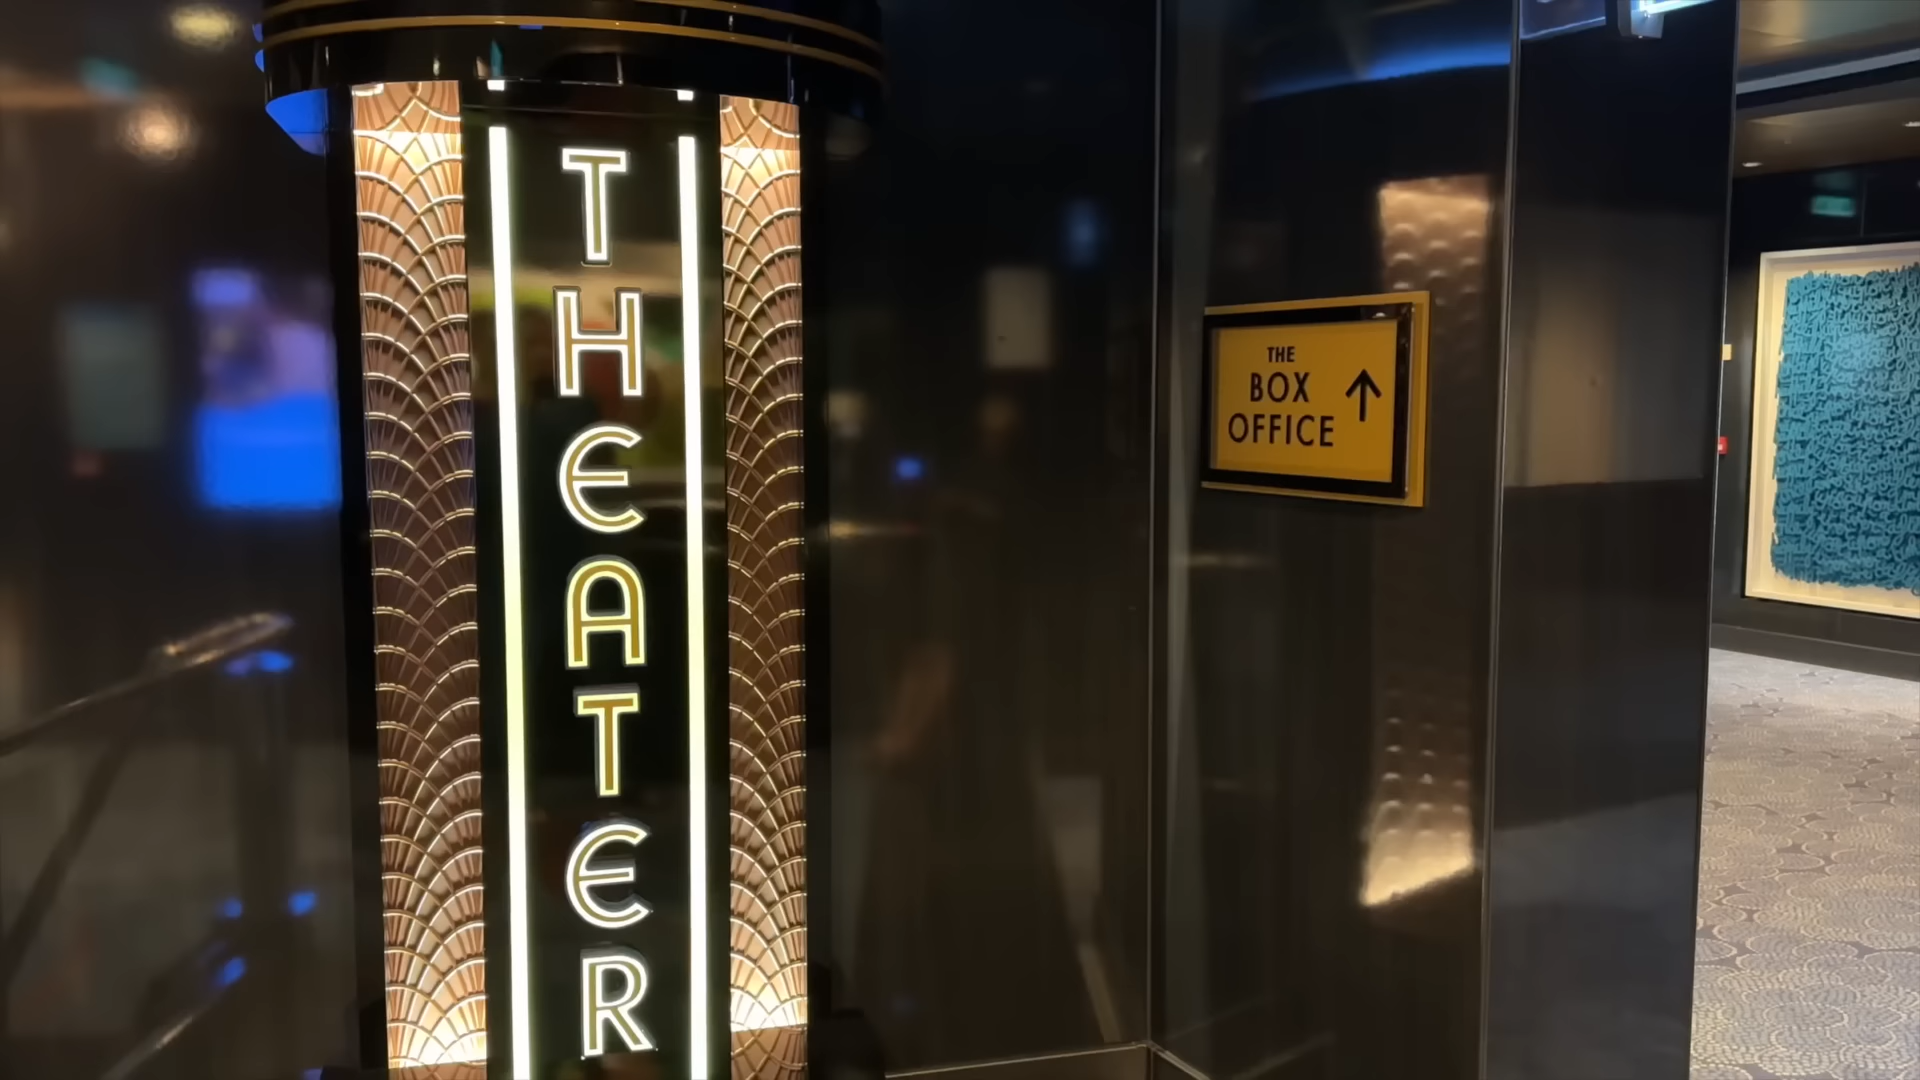 THEATER
THE
BOX
OFFICE
↑